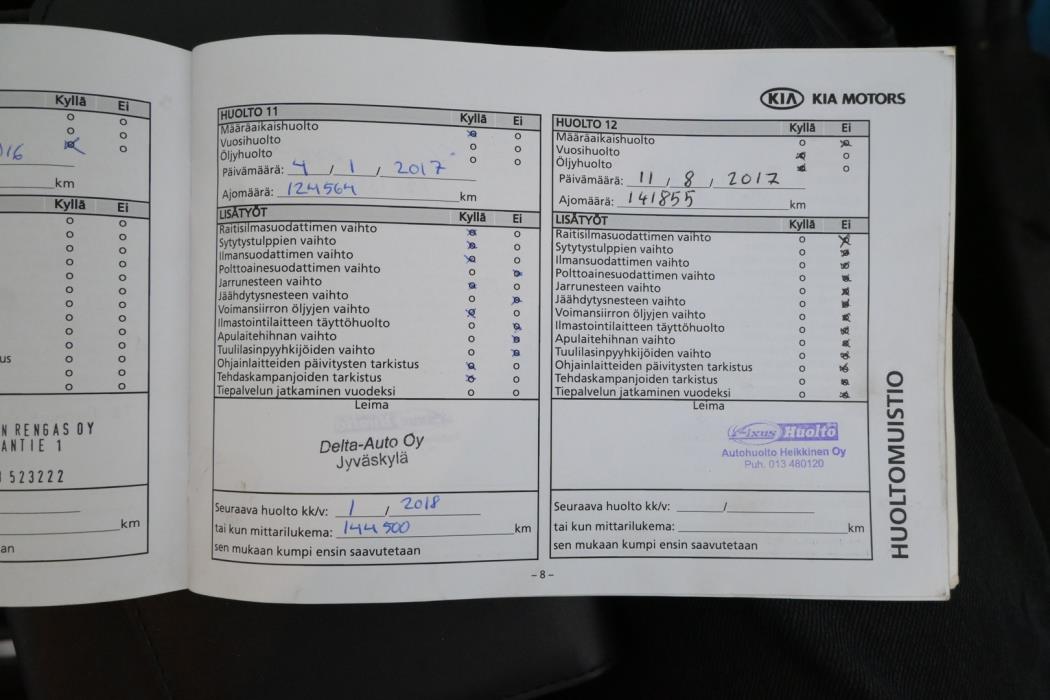 Kyllä Ei
016
km
Kyllä Ei
us
N RENGAS OY
ANTIE 1
523222
km
an
HUOLTO 11 Kyllä Ei
Määräaikaishuolto
Vuosihuolto
Öljyhuolto
Päivämäärä: 4 / 1 / 2017
Ajomäärä: 124564 km
LISÄTYÖT Kyllä Ei
Raitisilmasuodattimen vaihto
Sytytystulppien vaihto
Ilmansuodattimen vaihto
Polttoainesuodattimen vaihto
Jarrunesteen vaihto
Jäähdytysnesteen vaihto
Voimansiirron öljyjen vaihto
Ilmastointilaitteen täyttöhuolto
Apulaitehihnan vaihto
Tuulilasinpyyhkijöiden vaihto
Ohjainlaitteiden päivitysten tarkistus
Tehdaskampanjoiden tarkistus
Tiepalvelun jatkaminen vuodeksi
Leima
Delta-Auto Oy
Jyväskylä
Seuraava huolto kk/v: 1 / 2018
tai kun mittarilukema: 144500 km
sen mukaan kumpi ensin saavutetaan
KIA KIA MOTORS
HUOLTO 12 Kyllä Ei
Määräaikaishuolto
Vuosihuolto
Öljyhuolto
Päivämäärä: 11 / 8 / 2017
Ajomäärä: 141855 km
LISÄTYÖT Kyllä Ei
Raitisilmasuodattimen vaihto
Sytytystulppien vaihto
Ilmansuodattimen vaihto
Polttoainesuodattimen vaihto
Jarrunesteen vaihto
Jäähdytysnesteen vaihto
Voimansiirron öljyjen vaihto
Ilmastointilaitteen täyttöhuolto
Apulaitehihnan vaihto
Tuulilasinpyyhkijöiden vaihto
Ohjainlaitteiden päivitysten tarkistus
Tehdaskampanjoiden tarkistus
Tiepalvelun jatkaminen vuodeksi
Leima
Fixus Huolto
Autohuolto Heikkinen Oy
Puh. 013 480120
Seuraava huolto kk/v: /
tai kun mittarilukema: km
sen mukaan kumpi ensin saavutetaan
HUOLTOMUISTIO
– 8 –